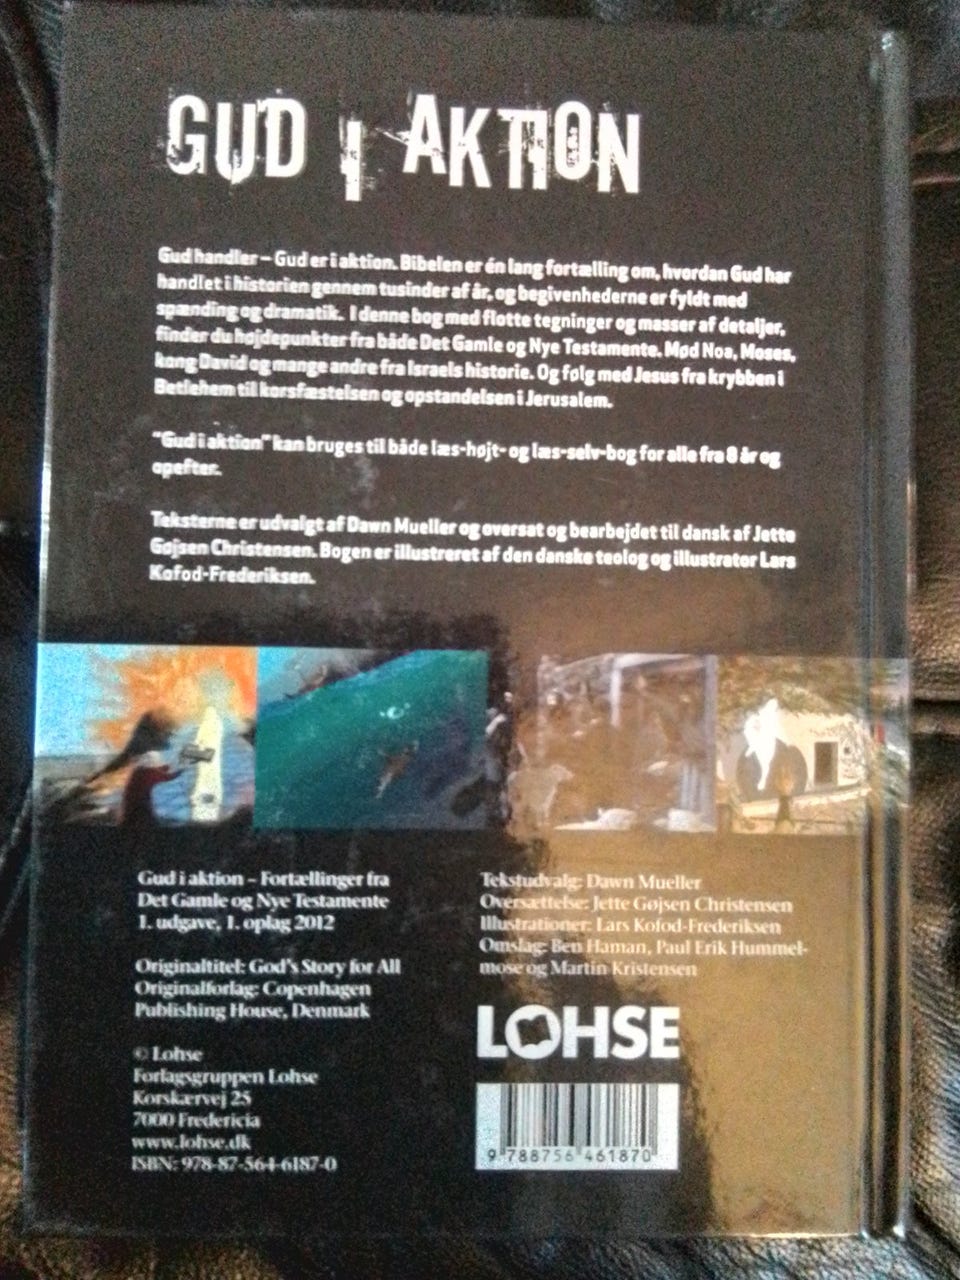 GUD I AKTION
Gud handler – Gud er i aktion. Bibelen er én lang fortælling om, hvordan Gud har
handlet i historien gennem tusinder af år, og begivenhederne er fyldt med
spænding og dramatik. I denne bog med flotte tegninger og masser af detaljer,
finder du højdepunkter fra både Det Gamle og Nye Testamente. Mød Noa, Moses,
kong David og mange andre fra Israels historie. Og følg med Jesus fra krybben i
Betlehem til korsfæstelsen og opstandelsen i Jerusalem.
"Gud i aktion" kan bruges til både læs-højt- og læs-selv-bog for alle fra 8 år og
opefter.
Teksterne er udvalgt af Dawn Mueller og oversat og bearbejdet til dansk af Jette
Gøjsen Christensen. Bogen er illustreret af den danske teolog og illustrator Lars
Kofod-Frederiksen.
Gud i aktion – Fortællinger fra
Det Gamle og Nye Testamente
1. udgave, 1. oplag 2012
Originaltitel: God's Story for All
Originalforlag: Copenhagen
Publishing House, Denmark
© Lohse
Forlagsgruppen Lohse
Korskærvej 25
7000 Fredericia
www.lohse.dk
ISBN: 978-87-564-6187-0
Tekstudvalg: Dawn Mueller
Oversættelse: Jette Gøjsen Christensen
Illustrationer: Lars Kofod-Frederiksen
Omslag: Ben Haman, Paul Erik Hummel-
mose og Martin Kristensen
LOHSE
9 788756 461870